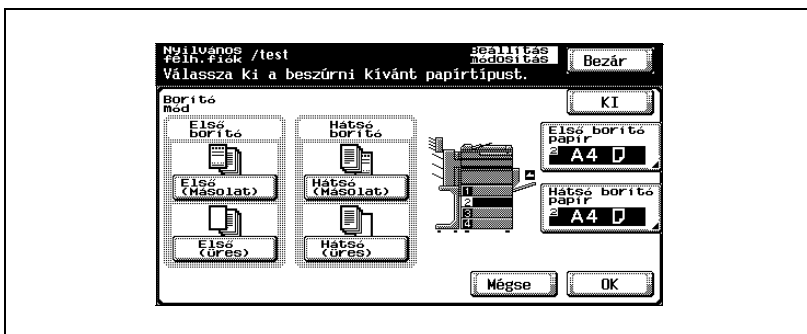 Nyilvános
félh.fiók /test
Beállítás
módosítás
Bezár
Válassza ki a beszúrni kívánt papírtípust.
Borító
mód
KI
Első
borító
Hátsó
borító
Első borító
papír
2 A4
Első
(Másolat)
Hátsó
(Másolat)
1
2
3
4
Hátsó borító
papír
2 A4
Első
(üres)
Hátsó
(üres)
Mégse
OK